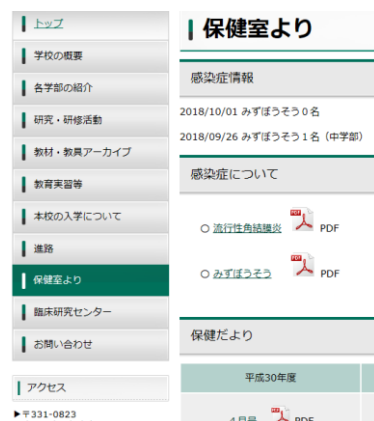 トップ
学校の概要
各学部の紹介
研究・研修活動
教材・教具アーカイブ
教育実習等
本校の入学について
進路
保健室より
臨床研究センター
お問い合わせ
アクセス
▶〒331-0823
保健室より
感染症情報
2018/10/01 みずぼうそう０名
2018/09/26 みずぼうそう１名（中学部）
感染症について
○ 流行性角結膜炎 PDF
○ みずぼうそう PDF
保健だより
平成30年度
４月号 PDF